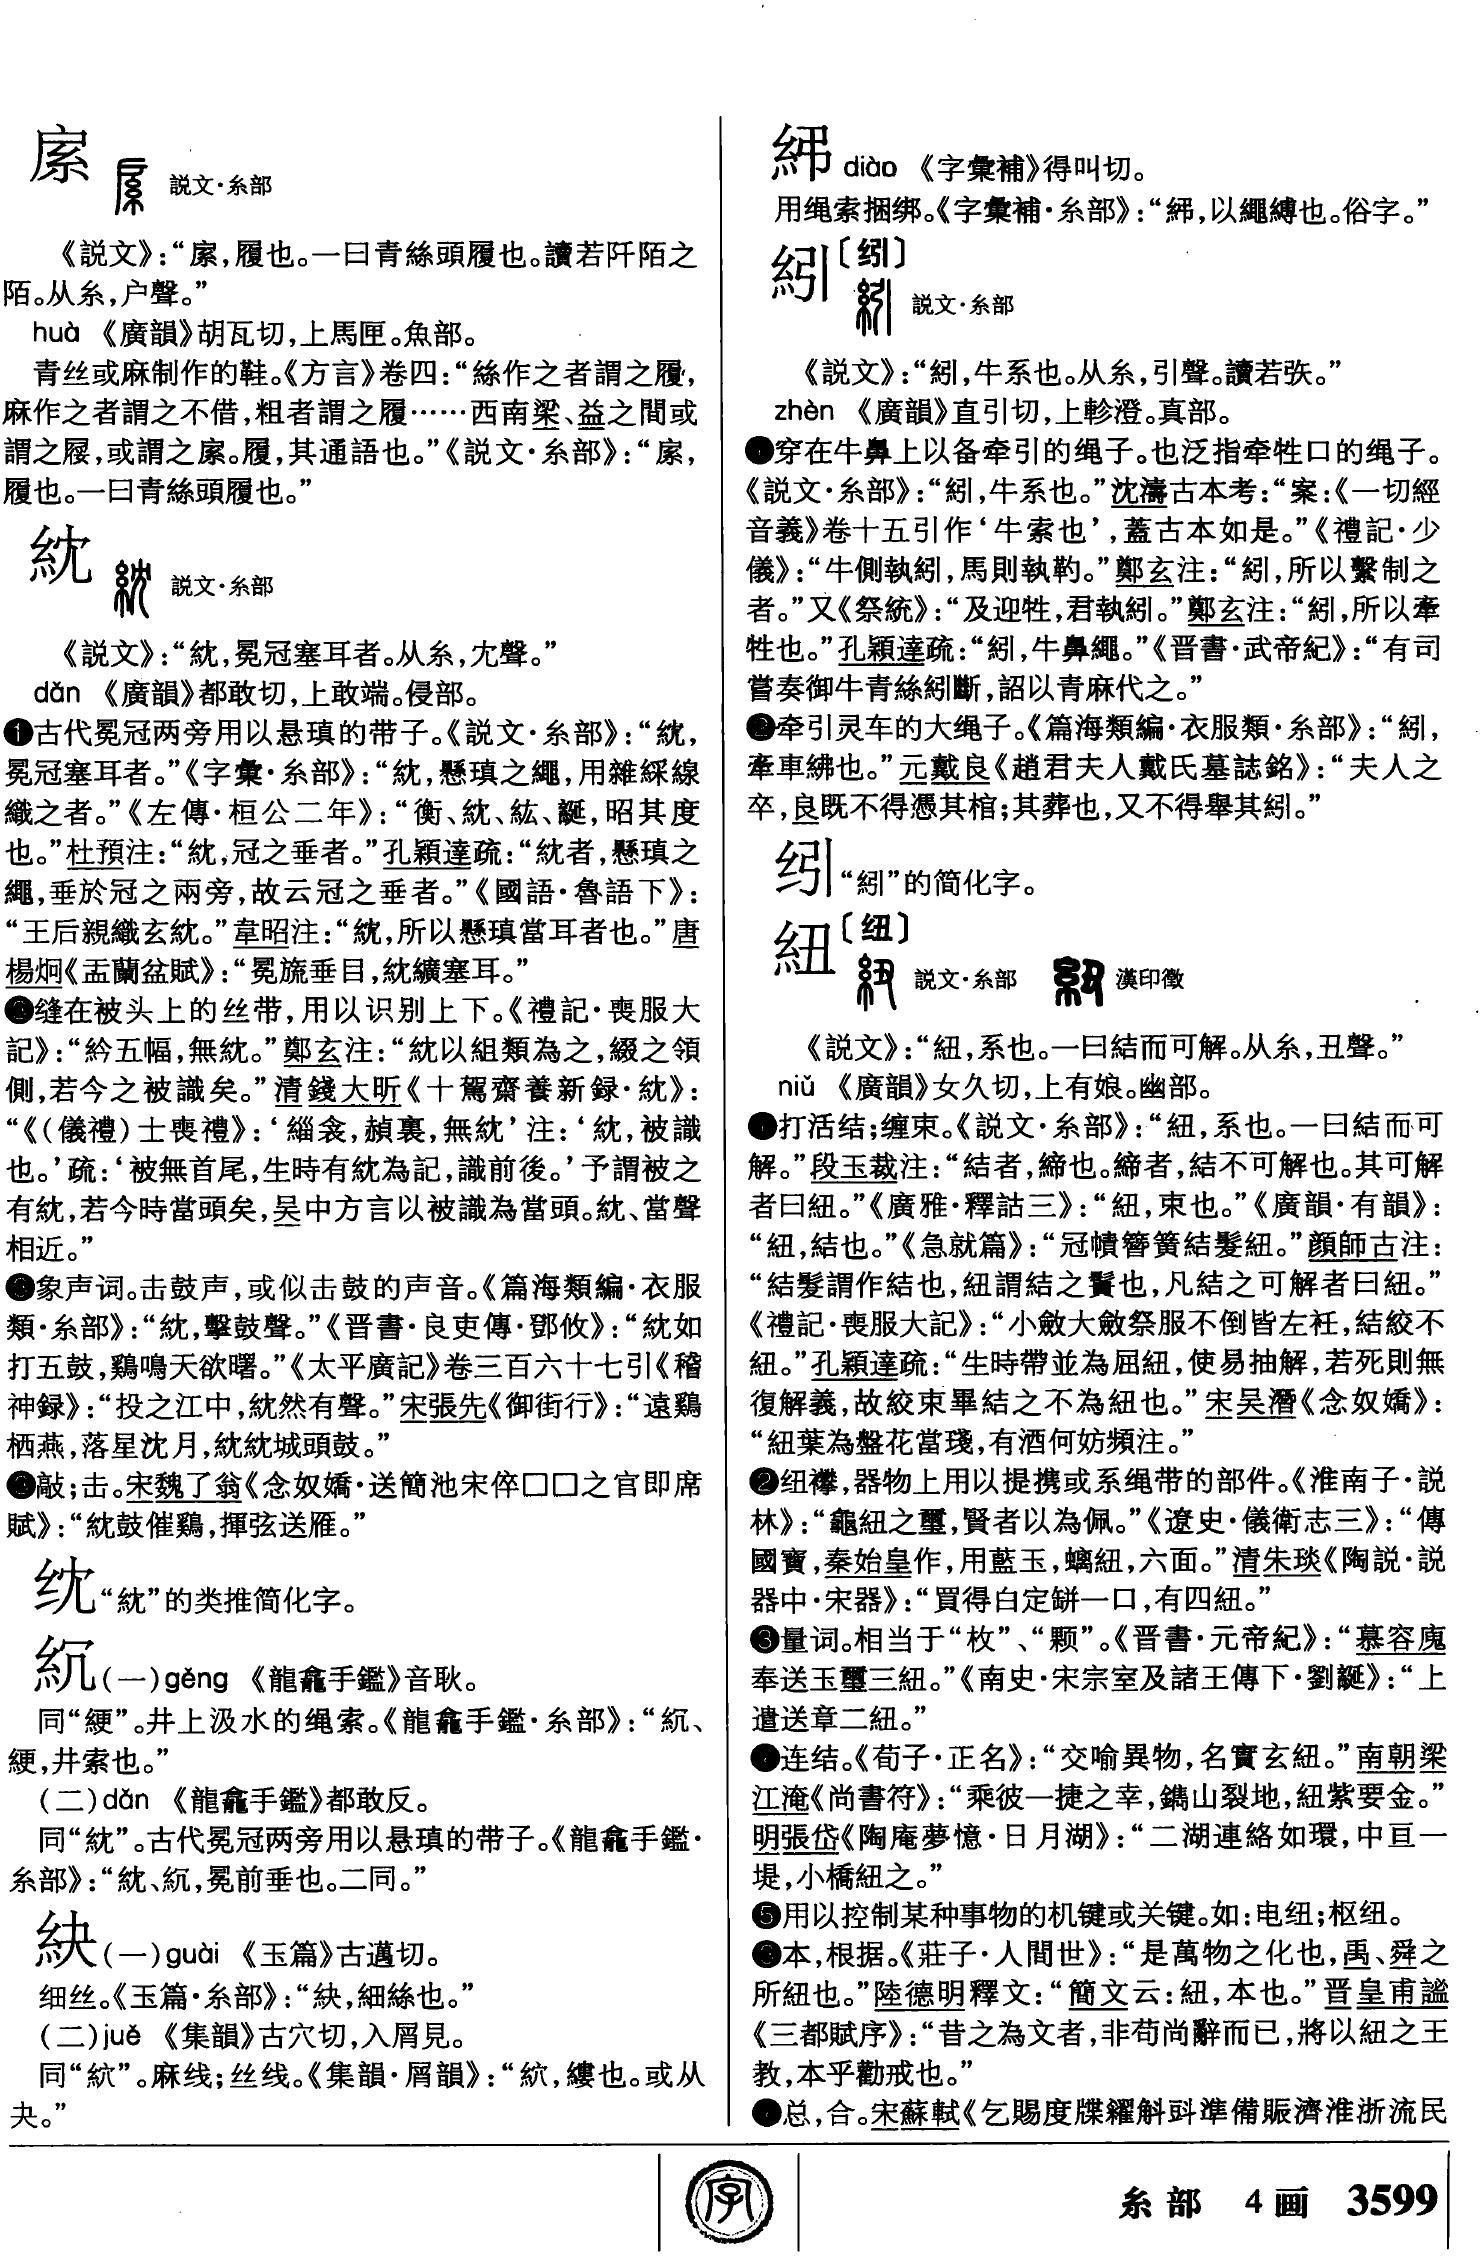 㡆 説文·糸部
《説文》：“㡆，履也。一曰青絲頭履也。讀若阡陌之
陌。从糸，户聲。”
huà 《廣韻》胡瓦切，上馬匣。魚部。
青丝或麻制作的鞋。《方言》卷四：“絲作之者謂之履，
麻作之者謂之不借，粗者謂之履……西南梁、益之間或
謂之屦，或謂之㡆。履，其通語也。”《説文·糸部》：“㡆，
履也。一曰青絲頭履也。”
紞 説文·糸部
《説文》：“紞，冕冠塞耳者。从糸，冘聲。”
dǎn 《廣韻》都敢切，上敢端。侵部。
❶古代冕冠两旁用以悬瑱的带子。《説文·糸部》：“紞，
冕冠塞耳者。”《字彙·糸部》：“紞，懸瑱之繩，用雜綵線
織之者。”《左傳·桓公二年》：“衡、紞、紘、綖，昭其度
也。”杜預注：“紞，冠之垂者。”孔穎達疏：“紞者，懸瑱之
繩，垂於冠之兩旁，故云冠之垂者。”《國語·魯語下》：
“王后親織玄紞。”韋昭注：“紞，所以懸瑱當耳者也。”唐
楊炯《盂蘭盆賦》：“冕旒垂目，紞纊塞耳。”
❷缝在被头上的丝带，用以识别上下。《禮記·喪服大
記》：“紟五幅，無紞。”鄭玄注：“紞以組類為之，綴之領
側，若今之被識矣。”清錢大昕《十駕齋養新録·紞》：
“《（儀禮）士喪禮》：‘緇衾，赬裏，無紞’注：‘紞，被識
也。’疏：‘被無首尾，生時有紞為記，識前後。’予謂被之
有紞，若今時當頭矣，吴中方言以被識為當頭。紞、當聲
相近。”
❸象声词。击鼓声，或似击鼓的声音。《篇海類編·衣服
類·糸部》：“紞，擊鼓聲。”《晋書·良吏傳·鄧攸》：“紞如
打五鼓，鷄鳴天欲曙。”《太平廣記》卷三百六十七引《稽
神録》：“投之江中，紞然有聲。”宋張先《御街行》：“遠鷄
栖燕，落星沈月，紞紞城頭鼓。”
❹敲；击。宋魏了翁《念奴嬌·送簡池宋倅□□之官即席
賦》：“紞鼓催鷄，揮弦送雁。”
𬘘“紞”的类推简化字。
䋁（一）gěng 《龍龕手鑑》音耿。
同“綆”。井上汲水的绳索。《龍龕手鑑·糸部》：“䋁、
綆，井索也。”
（二）dǎn 《龍龕手鑑》都敢反。
同“紞”。古代冕冠两旁用以悬瑱的带子。《龍龕手鑑·
糸部》：“紞、䋁，冕前垂也。二同。”
紻（一）guài 《玉篇》古邁切。
细丝。《玉篇·糸部》：“䊽，細絲也。”
（二）jué 《集韻》古穴切，入屑見。
同“䊽”。麻线；丝线。《集韻·屑韻》：“，縷也。或从
夬。”
diào 《字彙補》得叫切。
用绳索捆绑。《字彙補·糸部》：“，以繩縛也。俗字。”
紖〔纼〕 説文·糸部
《説文》：“紖，牛系也。从糸，引聲。讀若矤。”
zhèn 《廣韻》直引切，上軫澄。真部。
❶穿在牛鼻上以备牵引的绳子。也泛指牵牲口的绳子。
《説文·糸部》：“紖，牛系也。”沈濤古本考：“案：《一切經
音義》卷十五引作‘牛索也’，蓋古本如是。”《禮記·少
儀》：“牛側執紖，馬則執靮。”鄭玄注：“紖，所以繫制之
者。”又《祭統》：“及迎牲，君執紖。”鄭玄注：“紖，所以牽
牲也。”孔穎達疏：“紖，牛鼻繩。”《晋書·武帝紀》：“有司
嘗奏御牛青絲紖斷，詔以青麻代之。”
❷牵引灵车的大绳子。《篇海類編·衣服類·糸部》：“紖，
牽車紼也。”元戴良《趙君夫人戴氏墓誌銘》：“夫人之
卒，良既不得憑其棺；其葬也，又不得舉其紖。”
纼“紖”的简化字。
紐〔纽〕 説文·糸部 漢印徵
《説文》：“紐，系也。一曰結而可解。从糸，丑聲。”
niǔ 《廣韻》女久切，上有娘。幽部。
❶打活结；缠束。《説文·糸部》：“紐，系也。一曰結而可
解。”段玉裁注：“結者，締也。締者，結不可解也。其可解
者曰紐。”《廣雅·釋詁三》：“紐，束也。”《廣韻·有韻》：
“紐，結也。”《急就篇》：“冠幘簪簧結髮紐。”顔師古注：
“結髮謂作結也，紐謂結之鬢也，凡結之可解者曰紐。”
《禮記·喪服大記》：“小斂大斂祭服不倒皆左衽，結絞不
紐。”孔穎達疏：“生時帶並為屈紐，使易抽解，若死則無
復解義，故絞束畢結之不為紐也。”宋吴潛《念奴嬌》：
“紐葉為盤花當琖，有酒何妨頻注。”
❷纽襻，器物上用以提携或系绳带的部件。《淮南子·説
林》：“龜紐之璽，賢者以為佩。”《遼史·儀衛志三》：“傳
國寶，秦始皇作，用藍玉，螭紐，六面。”清朱琰《陶説·説
器中·宋器》：“買得白定缾一口，有四紐。”
❸量词。相当于“枚”、“颗”。《晋書·元帝紀》：“慕容廆
奉送玉璽三紐。”《南史·宋宗室及諸王傳下·劉誕》：“上
遣送章二紐。”
❹连结。《荀子·正名》：“交喻異物，名實玄紐。”南朝梁
江淹《尚書符》：“乘彼一捷之幸，鐫山裂地，紐紫要金。”
明張岱《陶庵夢憶·日月湖》：“二湖連絡如環，中亘一
堤，小橋紐之。”
❺用以控制某种事物的机键或关键。如：电纽；枢纽。
❻本，根据。《莊子·人間世》：“是萬物之化也，禹、舜之
所紐也。”陸德明釋文：“簡文云：紐，本也。”晋皇甫謐
《三都賦序》：“昔之為文者，非苟尚辭而已，將以紐之王
教，本乎勸戒也。”
❼总，合。宋蘇軾《乞賜度牒糴斛㪷準備賑濟淮浙流民
字
糸部 4画 3599